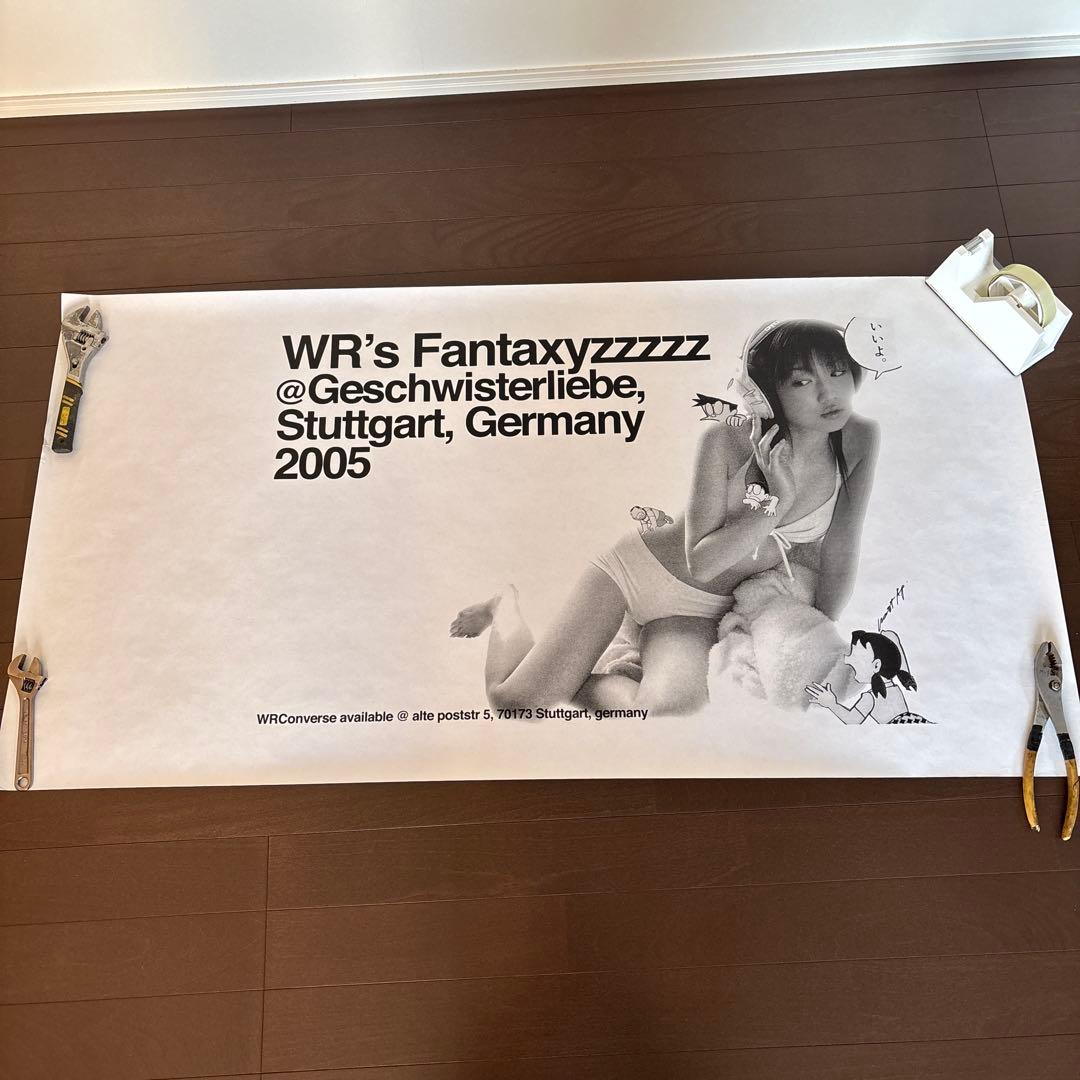 WR's Fantaxyzzzzz
@Geschwisterliebe,
Stuttgart, Germany
2005
いいよ。
WRConverse available @ alte poststr 5, 70173 Stuttgart, germany